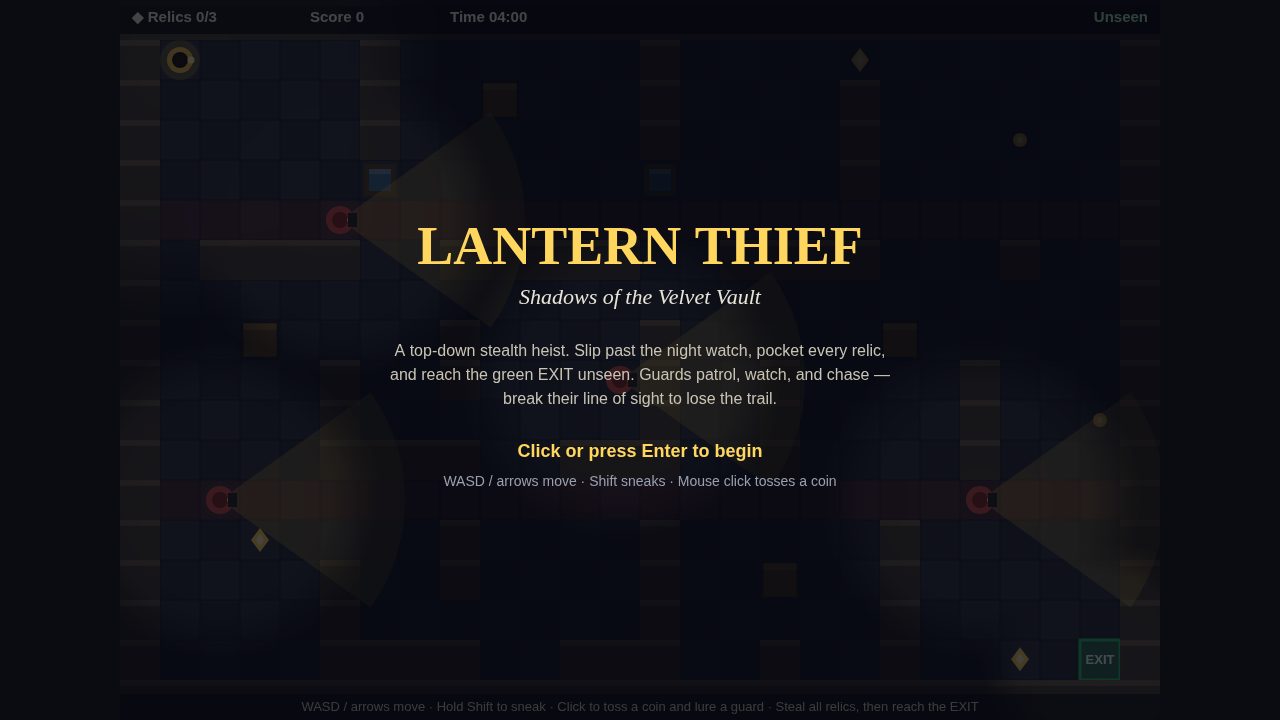 ◆ Relics 0/3 Score 0 Time 04:00 Unseen
LANTERN THIEF
Shadows of the Velvet Vault
A top-down stealth heist. Slip past the night watch, pocket every relic,
and reach the green EXIT unseen. Guards patrol, watch, and chase —
break their line of sight to lose the trail.
Click or press Enter to begin
WASD / arrows move · Shift sneaks · Mouse click tosses a coin
EXIT
WASD / arrows move · Hold Shift to sneak · Click to toss a coin and lure a guard · Steal all relics, then reach the EXIT